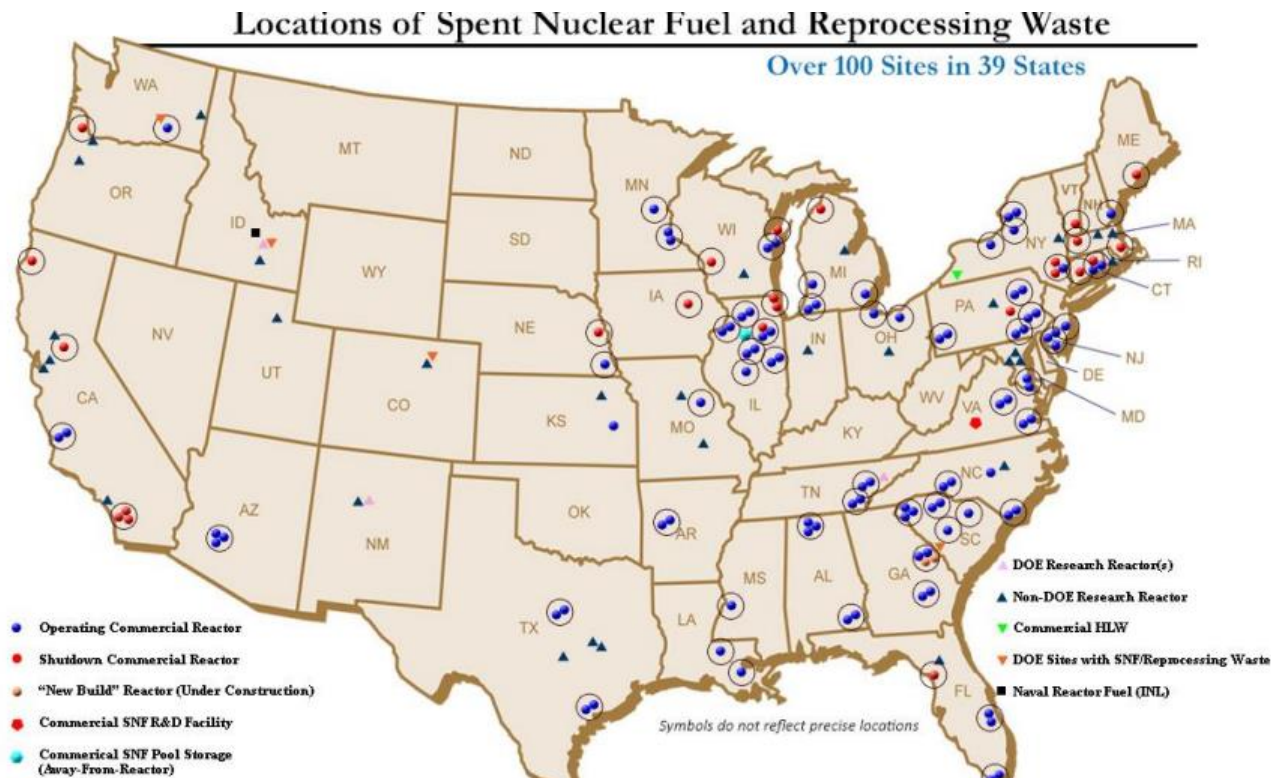 Locations of Spent Nuclear Fuel and Reprocessing Waste
Over 100 Sites in 39 States
WA
MT
ND
MN
ME
VT
NH
OR
ID
SD
WI
MI
NY
MA
RI
CT
WY
IA
NE
PA
NV
UT
CO
IL
IN
OH
NJ
DE
MD
CA
KS
MO
KY
WV
VA
AZ
NM
OK
AR
TN
NC
SC
TX
LA
MS
AL
GA
FL
Operating Commercial Reactor
Shutdown Commercial Reactor
“New Build” Reactor (Under Construction)
Commercial SNF R&D Facility
Commerical SNF Pool Storage
(Away-From-Reactor)
DOE Research Reactor(s)
Non-DOE Research Reactor
Commercial HLW
DOE Sites with SNF/Reprocessing Waste
Naval Reactor Fuel (INL)
Symbols do not reflect precise locations